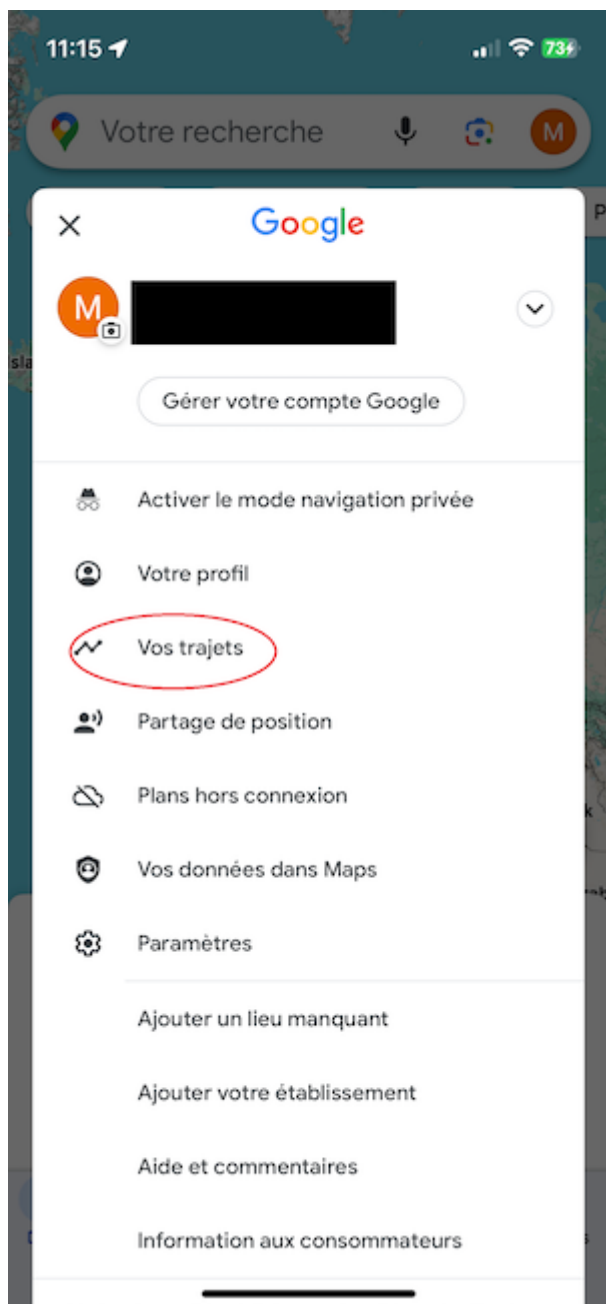 11:15
73
Votre recherche
M
P
Google
M
Gérer votre compte Google
Activer le mode navigation privée
Votre profil
Vos trajets
Partage de position
Plans hors connexion
k
Vos données dans Maps
Paramètres
Ajouter un lieu manquant
Ajouter votre établissement
Aide et commentaires
Information aux consommateurs